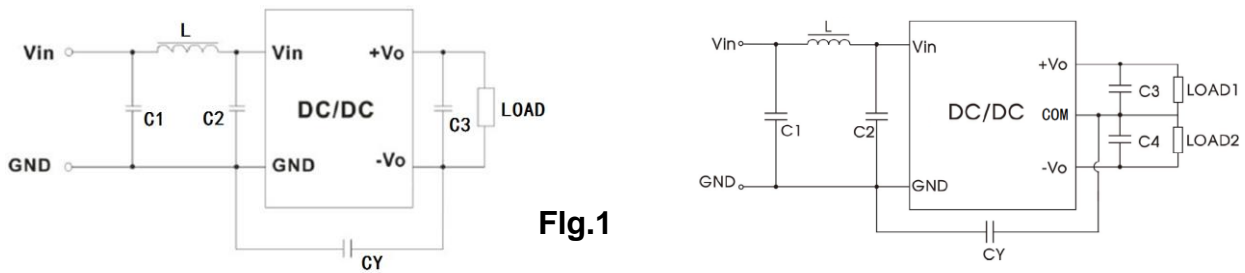 L
Vin
Vin
+Vo
C1
C2
DC/DC
C3
LOAD
GND
GND
-Vo
CY
FIg.1
L
Vin
Vin
+Vo
C3
LOAD1
C1
C2
DC/DC
COM
C4
LOAD2
-Vo
GND
GND
CY